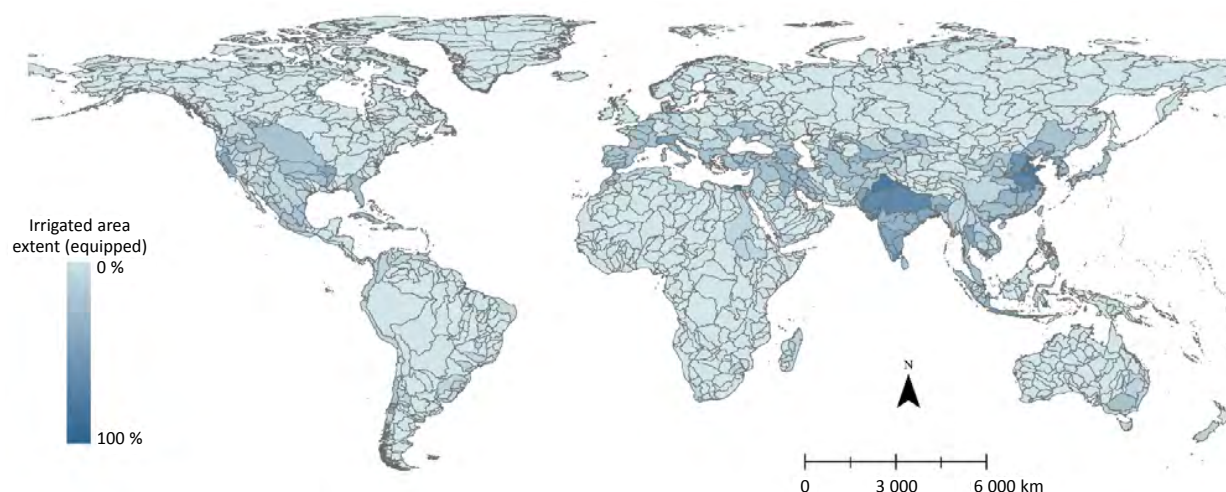 Irrigated area
extent (equipped)
0 %
100 %
N
0 3 000 6 000 km